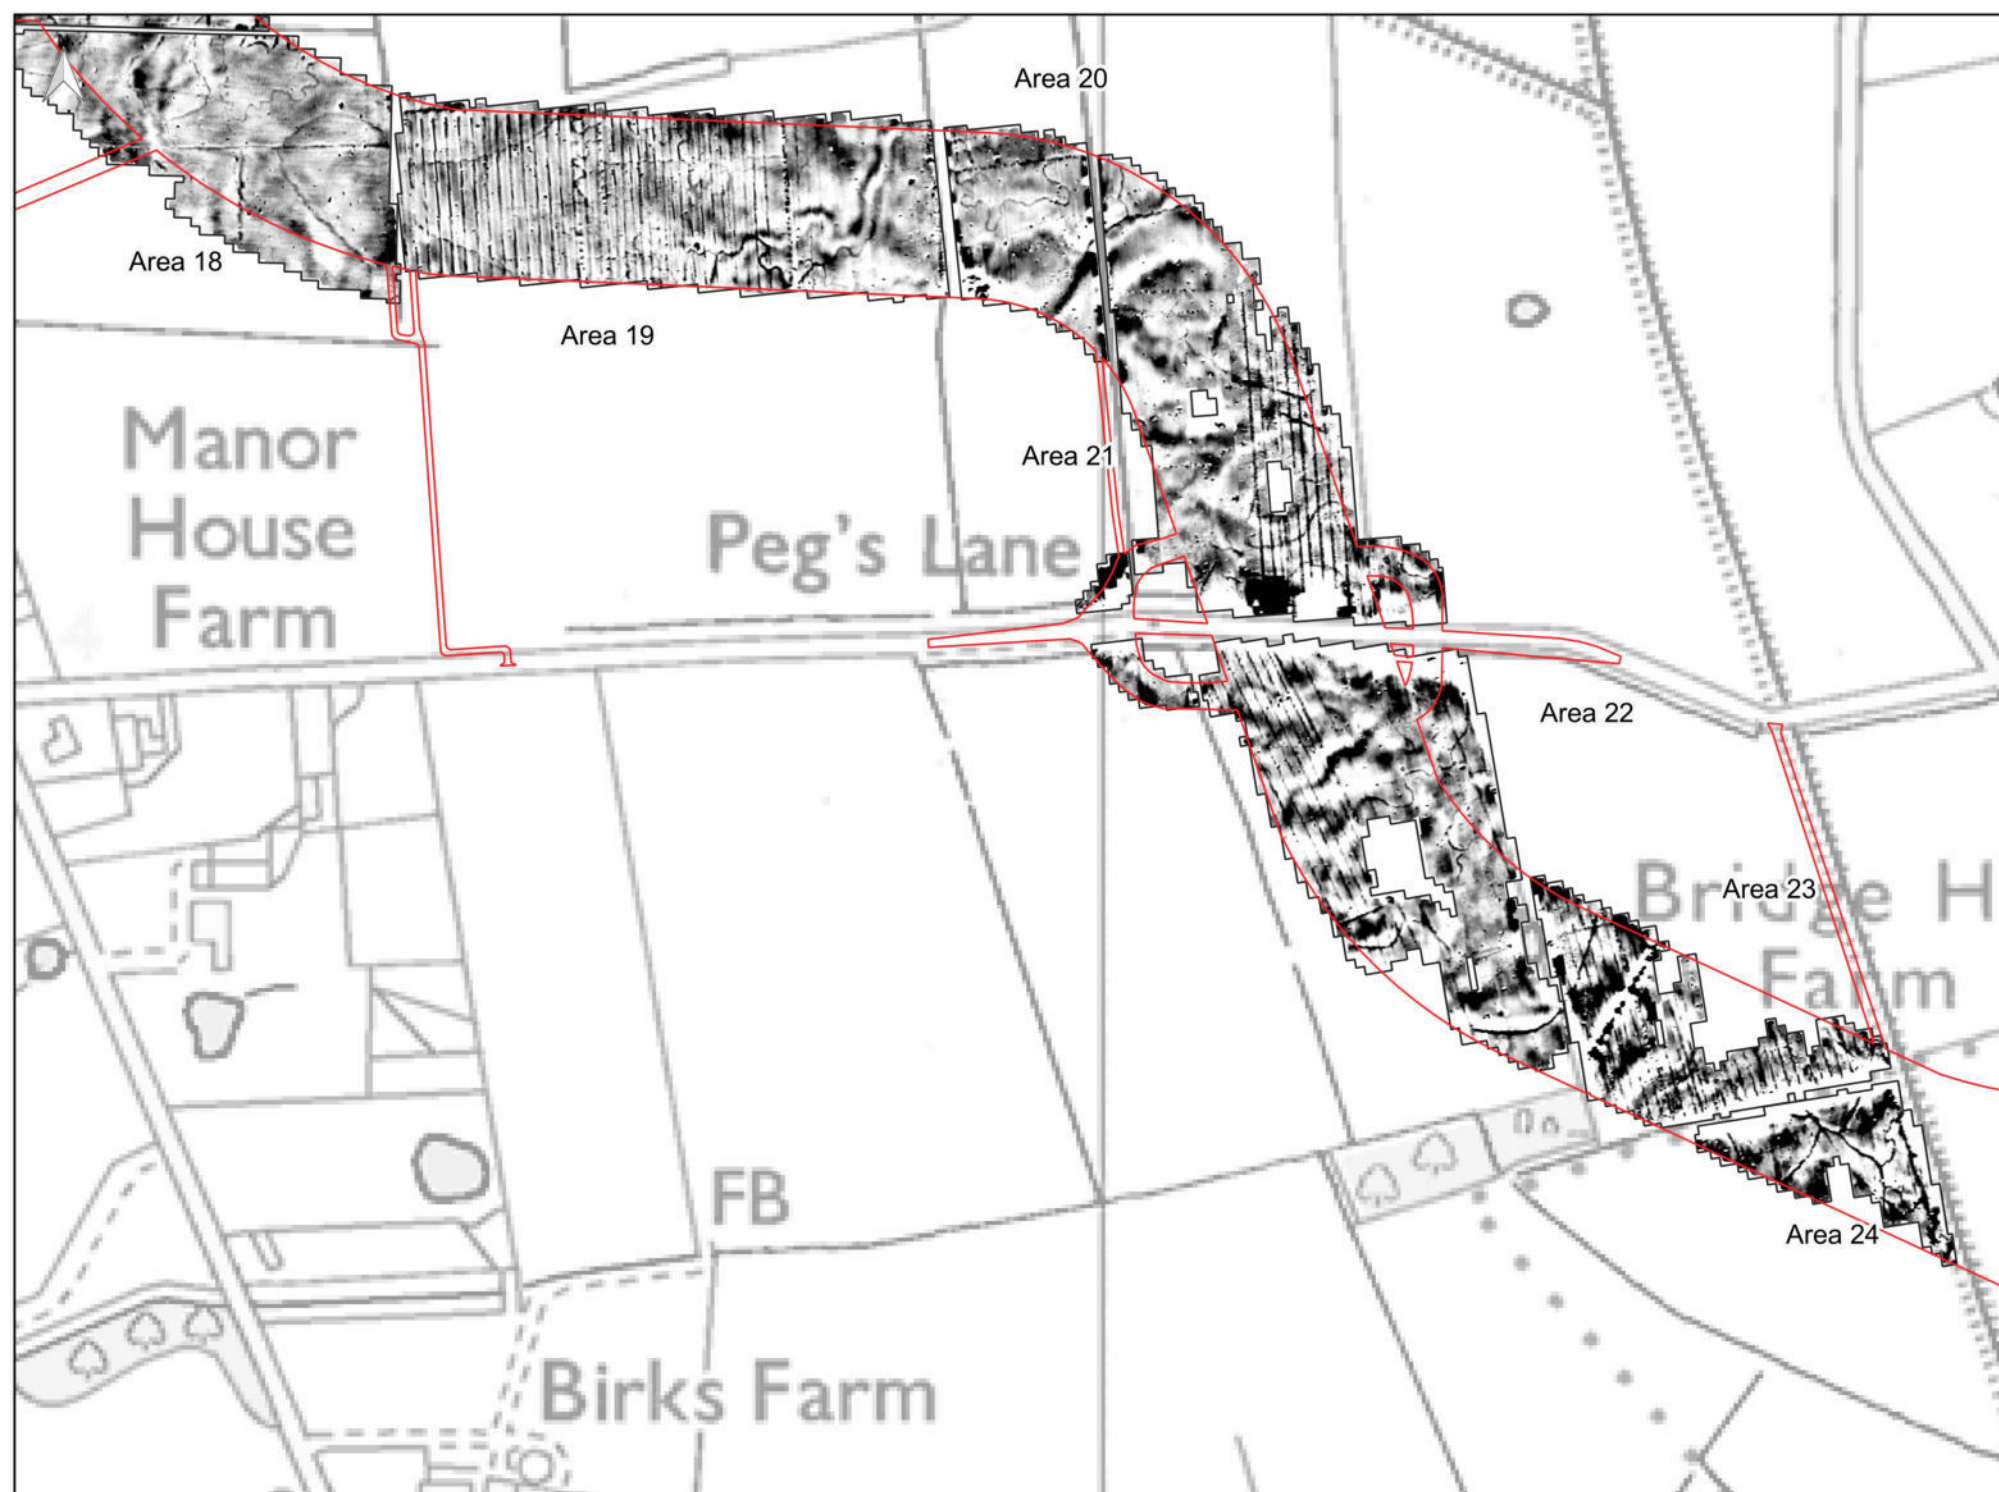 Area 20
Area 18
Area 19
Manor
House
Farm
Area 21
Peg's Lane
Area 22
Area 23
Bridge H
Farm
FB
Area 24
Birks Farm